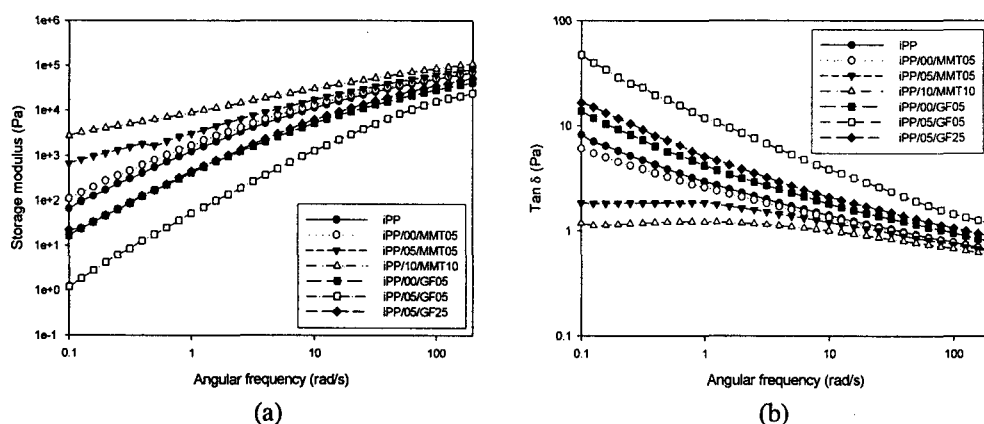 1e+6
1e+5
1e+4
1e+3
1e+2
1e+1
1e+0
1e-1
Storage modulus (Pa)
iPP
iPP/00/MMT05
iPP/05/MMT05
iPP/10/MMT10
iPP/00/GF05
iPP/05/GF05
iPP/05/GF25
0.1 1 10 100
Angular frequency (rad/s)
(a)
100
10
1
0.1
Tan δ (Pa)
iPP
iPP/00/MMT05
iPP/05/MMT05
iPP/10/MMT10
iPP/00/GF05
iPP/05/GF05
iPP/05/GF25
0.1 1 10 100
Angular frequency (rad/s)
(b)